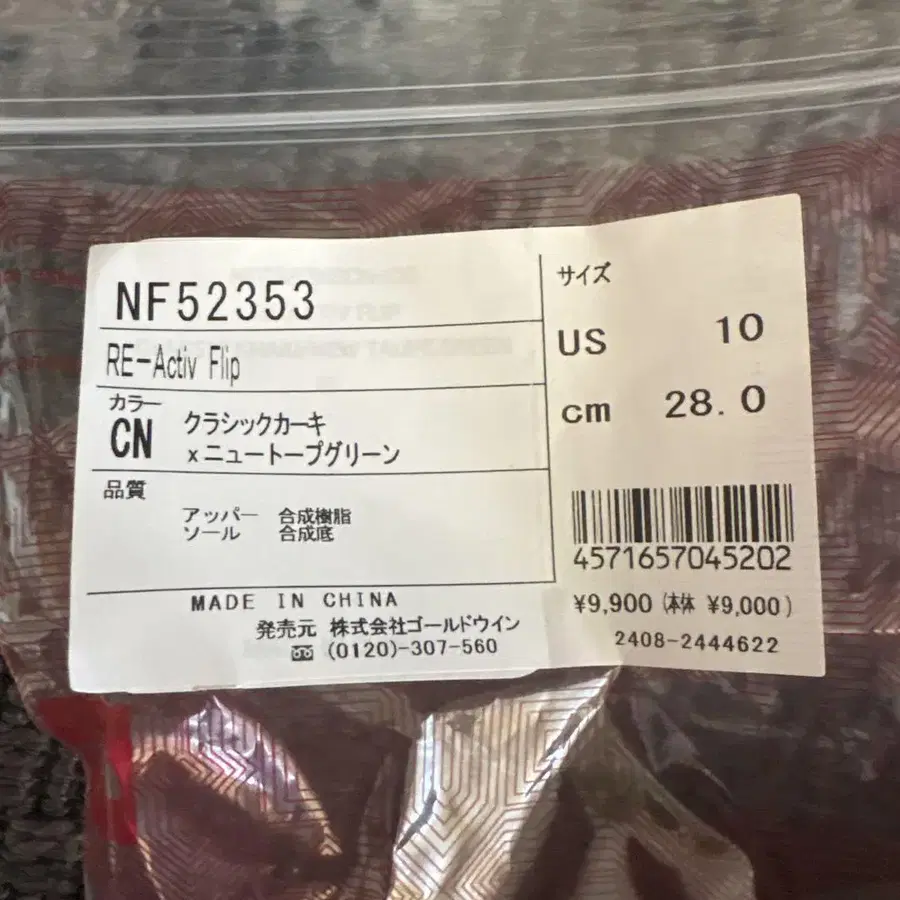 NF52353
RE-Activ Flip
カラー
CN
クラシックカーキ
xニュートープグリーン
品質
アッパー 合成樹脂
ソール 合成底
MADE IN CHINA
発売元 株式会社ゴールドウイン
(0120)-307-560
サイズ
US 10
cm 28.0
4571657045202
¥9,900 (本体 ¥9,000)
2408-2444622